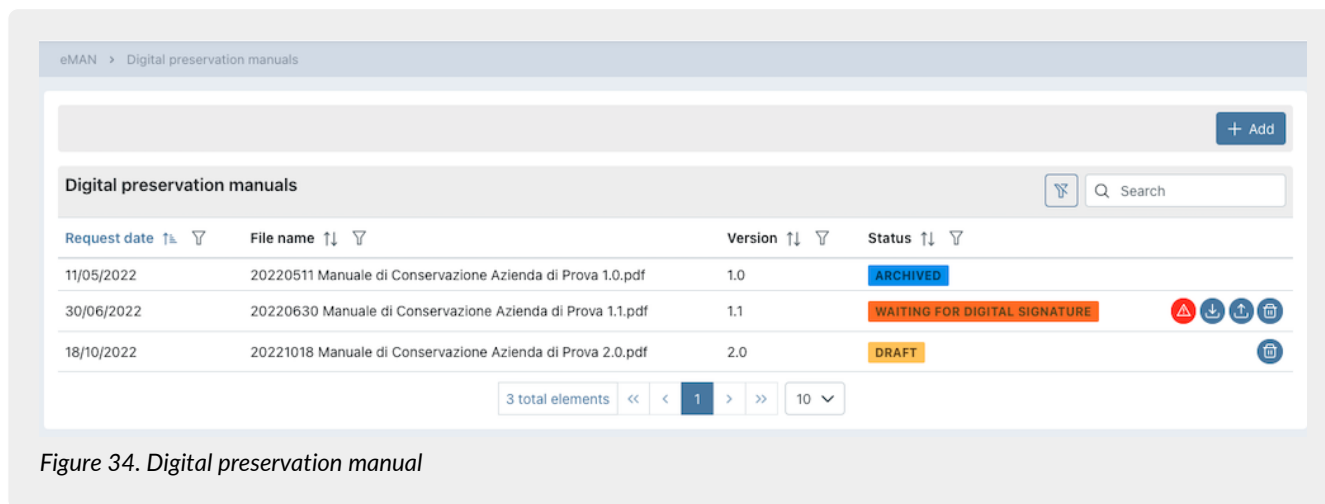 eMAN > Digital preservation manuals
+ Add
Digital preservation manuals
Search
Request date File name Version Status
11/05/2022 20220511 Manuale di Conservazione Azienda di Prova 1.0.pdf 1.0 ARCHIVED
30/06/2022 20220630 Manuale di Conservazione Azienda di Prova 1.1.pdf 1.1 WAITING FOR DIGITAL SIGNATURE
18/10/2022 20221018 Manuale di Conservazione Azienda di Prova 2.0.pdf 2.0 DRAFT
3 total elements << < 1 > >> 10
Figure 34. Digital preservation manual